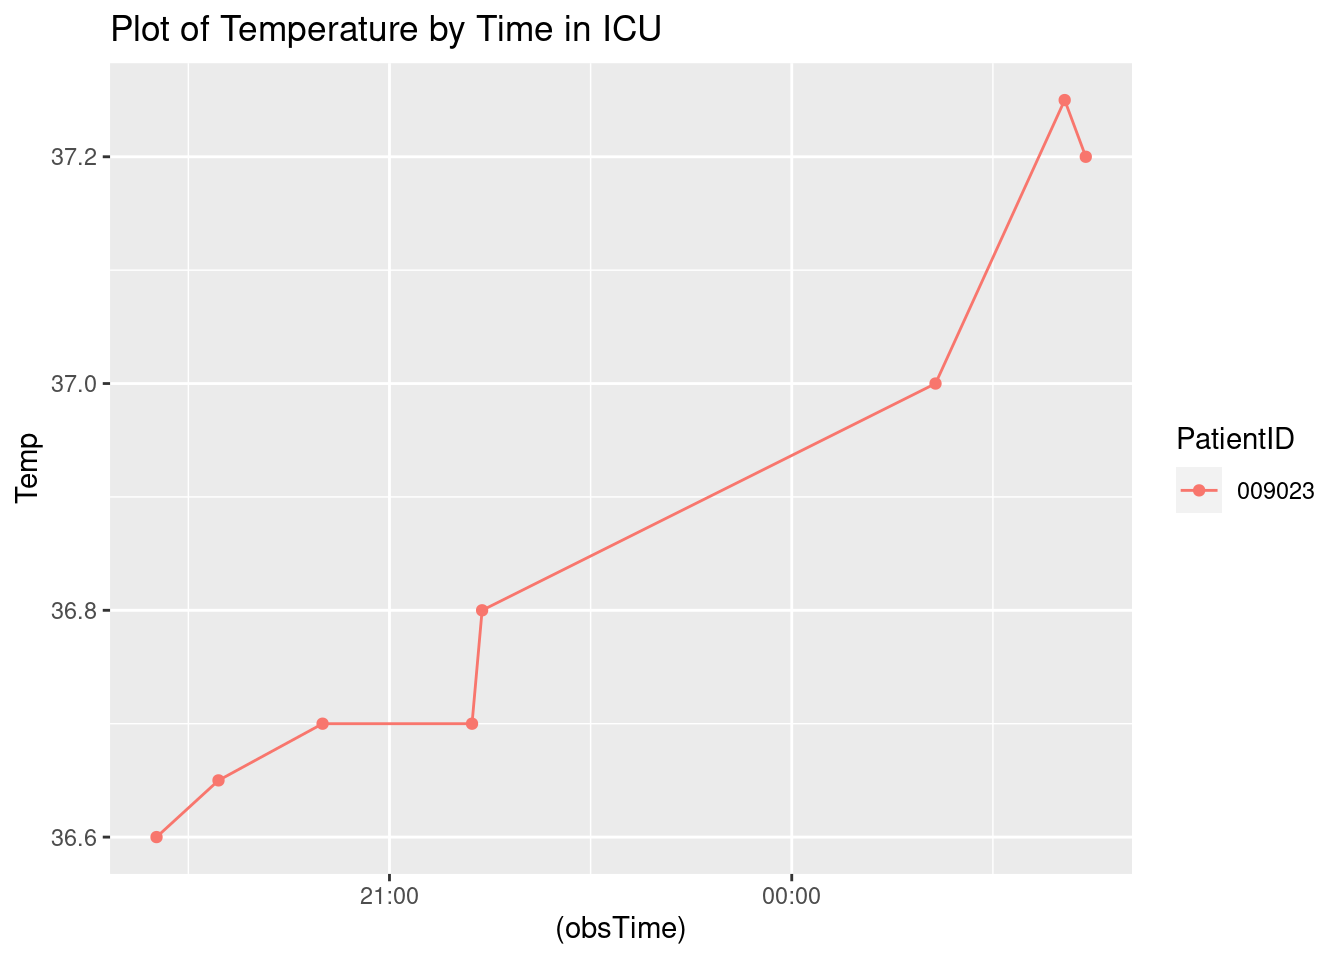 Plot of Temperature by Time in ICU
37.2
37.0
36.8
36.6
Temp
21:00
00:00
(obsTime)
PatientID
009023